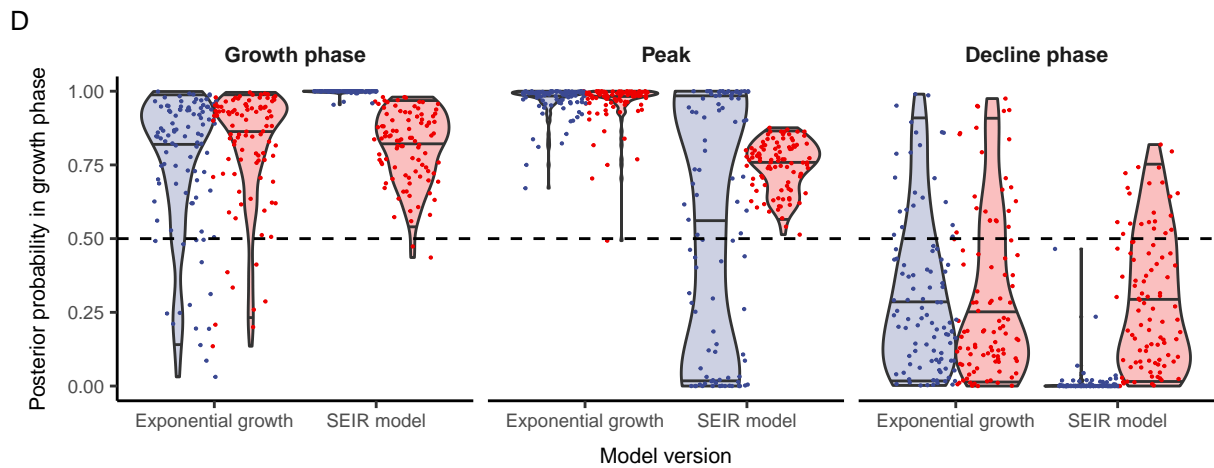 D
Growth phase
Peak
Decline phase
Posterior probability in growth phase
1.00
0.75
0.50
0.25
0.00
Exponential growth
SEIR model
Exponential growth
SEIR model
Exponential growth
SEIR model
Model version